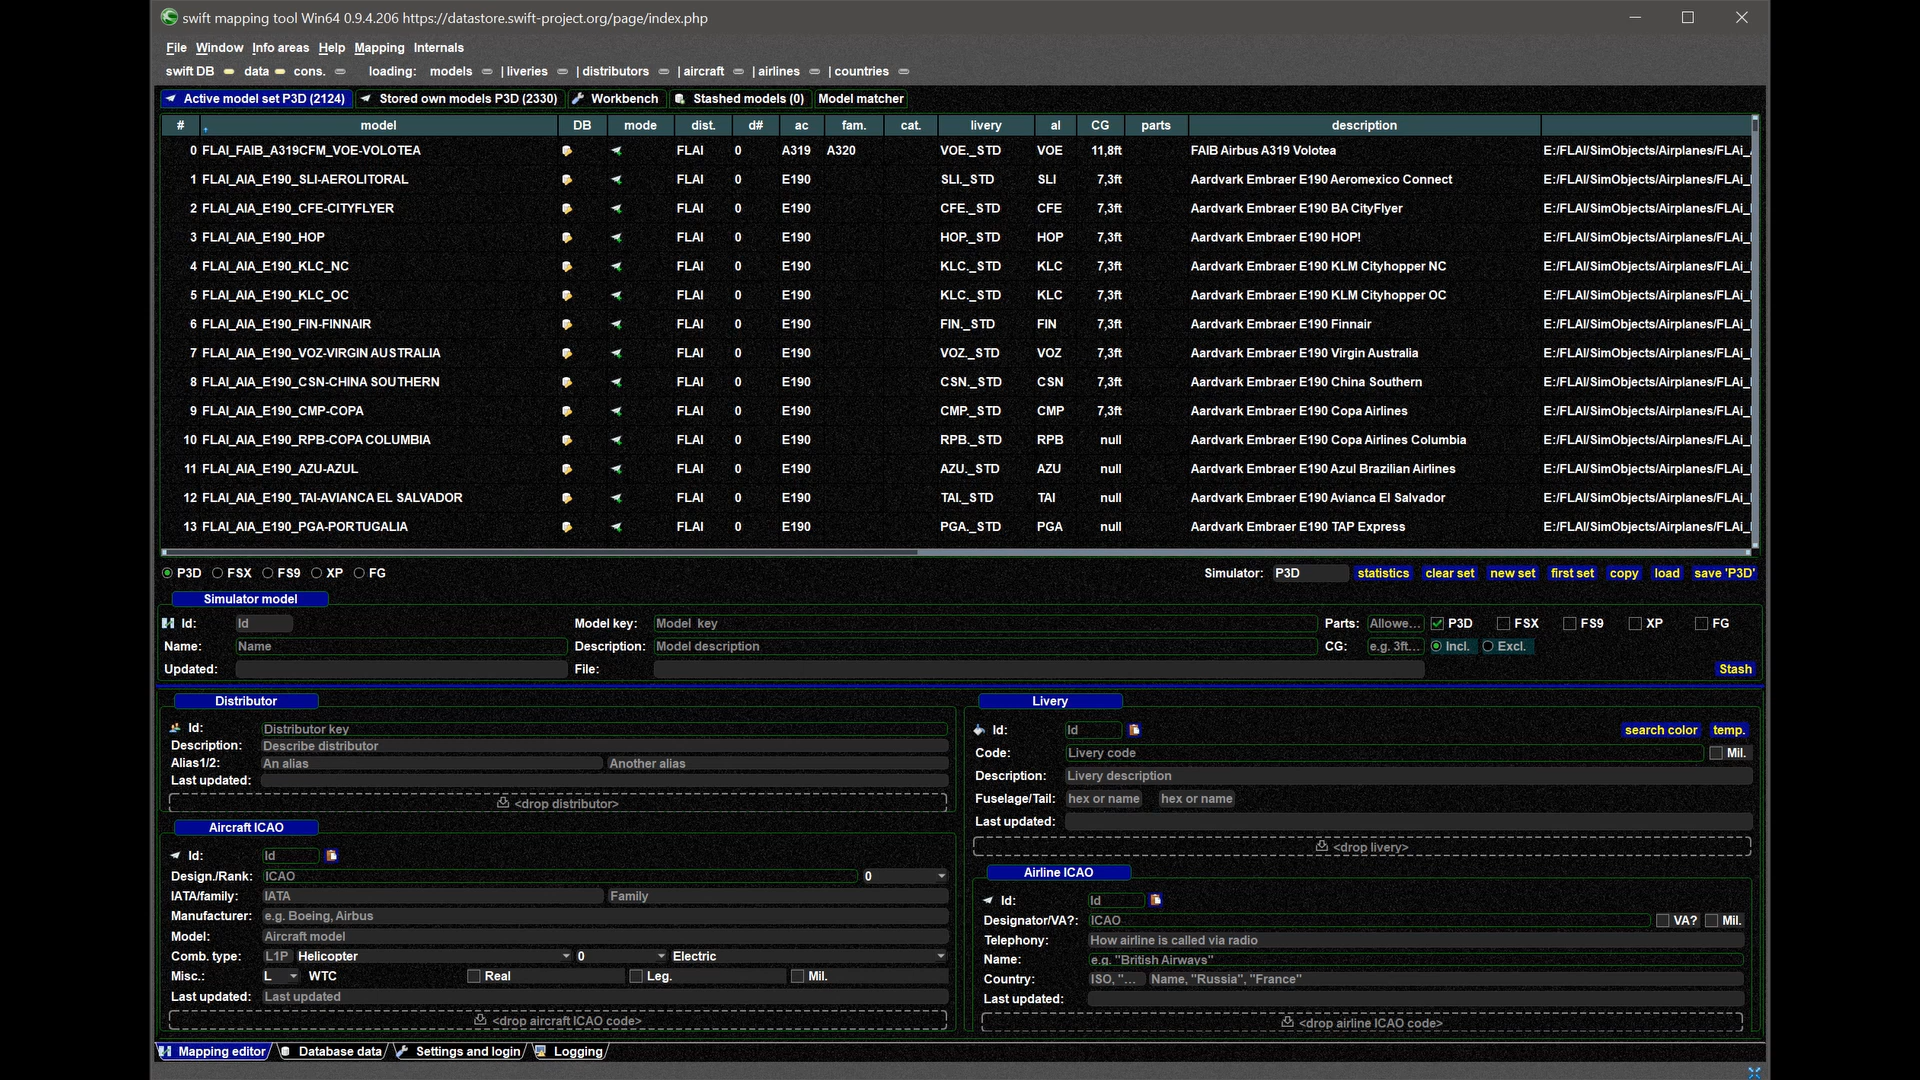 swift mapping tool Win64 0.9.4.206 https://datastore.swift-project.org/page/index.php
File Window Info areas Help Mapping Internals
swift DB data cons. loading: models | liveries | distributors | aircraft | airlines | countries
Active model set P3D (2124) Stored own models P3D (2330) Workbench Stashed models (0) Model matcher
# model DB mode dist. d# ac fam. cat. livery al CG parts description
0 FLAI_FAIB_A319CFM_VOE-VOLOTEA FLAI 0 A319 A320 VOE._STD VOE 11,8ft FAIB Airbus A319 Volotea E:/FLAI/SimObjects/Airplanes/FLAi_
1 FLAI_AIA_E190_SLI-AEROLITORAL FLAI 0 E190 SLI._STD SLI 7,3ft Aardvark Embraer E190 Aeromexico Connect E:/FLAI/SimObjects/Airplanes/FLAi_
2 FLAI_AIA_E190_CFE-CITYFLYER FLAI 0 E190 CFE._STD CFE 7,3ft Aardvark Embraer E190 BA CityFlyer E:/FLAI/SimObjects/Airplanes/FLAi_
3 FLAI_AIA_E190_HOP FLAI 0 E190 HOP._STD HOP 7,3ft Aardvark Embraer E190 HOP! E:/FLAI/SimObjects/Airplanes/FLAi_
4 FLAI_AIA_E190_KLC_NC FLAI 0 E190 KLC._STD KLC 7,3ft Aardvark Embraer E190 KLM Cityhopper NC E:/FLAI/SimObjects/Airplanes/FLAi_
5 FLAI_AIA_E190_KLC_OC FLAI 0 E190 KLC._STD KLC 7,3ft Aardvark Embraer E190 KLM Cityhopper OC E:/FLAI/SimObjects/Airplanes/FLAi_
6 FLAI_AIA_E190_FIN-FINNAIR FLAI 0 E190 FIN._STD FIN 7,3ft Aardvark Embraer E190 Finnair E:/FLAI/SimObjects/Airplanes/FLAi_
7 FLAI_AIA_E190_VOZ-VIRGIN AUSTRALIA FLAI 0 E190 VOZ._STD VOZ 7,3ft Aardvark Embraer E190 Virgin Australia E:/FLAI/SimObjects/Airplanes/FLAi_
8 FLAI_AIA_E190_CSN-CHINA SOUTHERN FLAI 0 E190 CSN._STD CSN 7,3ft Aardvark Embraer E190 China Southern E:/FLAI/SimObjects/Airplanes/FLAi_
9 FLAI_AIA_E190_CMP-COPA FLAI 0 E190 CMP._STD CMP 7,3ft Aardvark Embraer E190 Copa Airlines E:/FLAI/SimObjects/Airplanes/FLAi_
10 FLAI_AIA_E190_RPB-COPA COLUMBIA FLAI 0 E190 RPB._STD RPB null Aardvark Embraer E190 Copa Airlines Columbia E:/FLAI/SimObjects/Airplanes/FLAi_
11 FLAI_AIA_E190_AZU-AZUL FLAI 0 E190 AZU._STD AZU null Aardvark Embraer E190 Azul Brazilian Airlines E:/FLAI/SimObjects/Airplanes/FLAi_
12 FLAI_AIA_E190_TAI-AVIANCA EL SALVADOR FLAI 0 E190 TAI._STD TAI null Aardvark Embraer E190 Avianca El Salvador E:/FLAI/SimObjects/Airplanes/FLAi_
13 FLAI_AIA_E190_PGA-PORTUGALIA FLAI 0 E190 PGA._STD PGA null Aardvark Embraer E190 TAP Express E:/FLAI/SimObjects/Airplanes/FLAi_
P3D FSX FS9 XP FG Simulator: P3D statistics clear set new set first set copy load save 'P3D'
Simulator model
Id: Id Model key: Model key Parts: Allowe... P3D FSX FS9 XP FG
Name: Name Description: Model description CG: e.g. 3ft... Incl. Excl.
Updated: File: Stash
Distributor
Id: Distributor key
Description: Describe distributor
Alias1/2: An alias Another alias
Last updated:
<drop distributor>
Aircraft ICAO
Id: Id
Design./Rank: ICAO 0
IATA/family: IATA Family
Manufacturer: e.g. Boeing, Airbus
Model: Aircraft model
Comb. type: L1P Helicopter 0 Electric
Misc.: L WTC Real Leg. Mil.
Last updated: Last updated
<drop aircraft ICAO code>
Livery
Id: Id search color temp.
Code: Livery code Mil.
Description: Livery description
Fuselage/Tail: hex or name hex or name
Last updated:
<drop livery>
Airline ICAO
Id: Id
Designator/VA?: ICAO VA? Mil.
Telephony: How airline is called via radio
Name: e.g. "British Airways"
Country: ISO, "... Name, "Russia", "France"
Last updated:
<drop airline ICAO code>
Mapping editor Database data Settings and login Logging